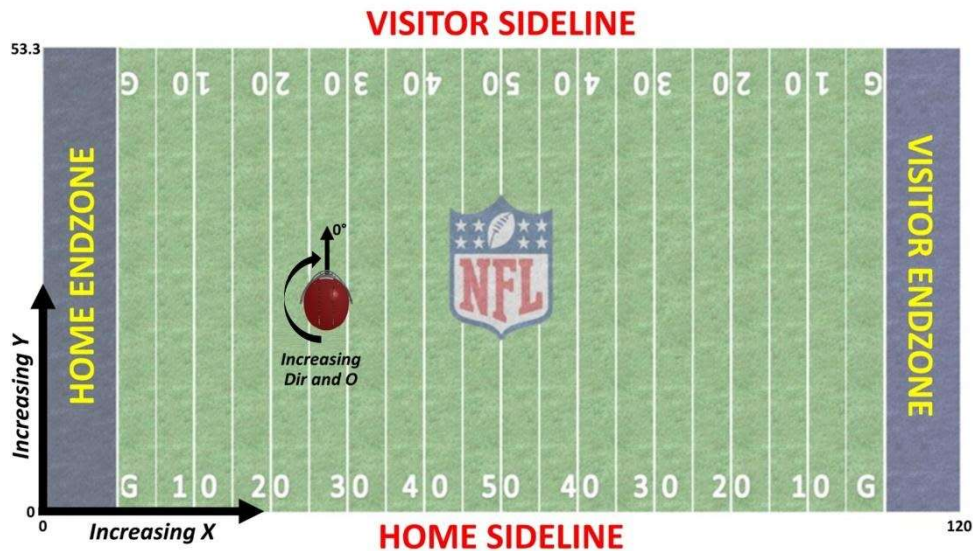 VISITOR SIDELINE
53.3
G 10 20 30 40 50 40 30 20 10 G
HOME ENDZONE
VISITOR ENDZONE
0°
NFL
Increasing
Dir and O
Increasing Y
G 10 20 30 40 50 40 30 20 10 G
0
0
Increasing X
HOME SIDELINE
120